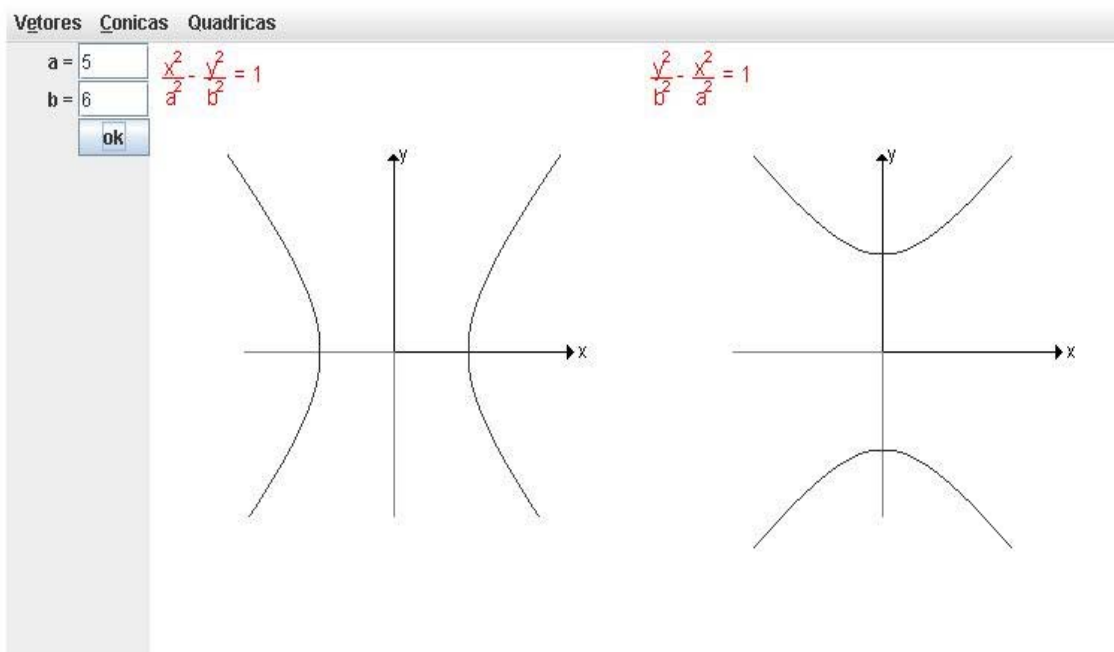 Vetores Conicas Quadricas
a = 5
b = 6
ok
x²/a² - y²/b² = 1
y²/b² - x²/a² = 1
y
x
y
x